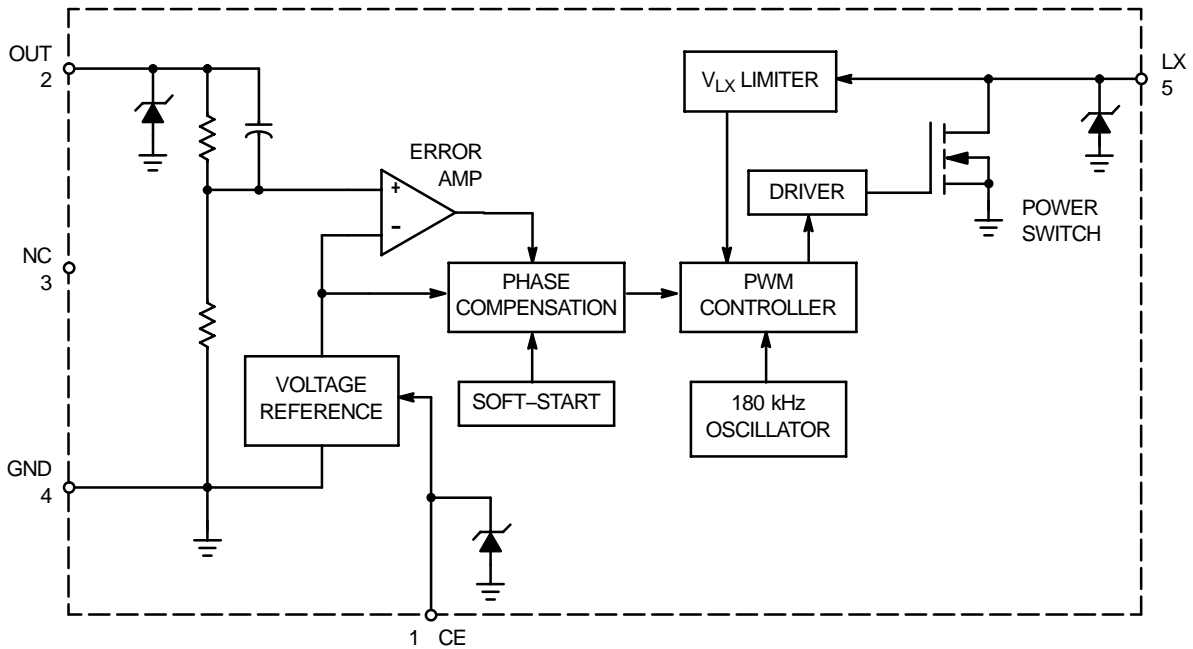 OUT
2
LX
5
VLX LIMITER
ERROR
AMP
+
−
DRIVER
POWER
SWITCH
NC
3
PHASE
COMPENSATION
PWM
CONTROLLER
VOLTAGE
REFERENCE
SOFT−START
180 kHz
OSCILLATOR
GND
4
1 CE